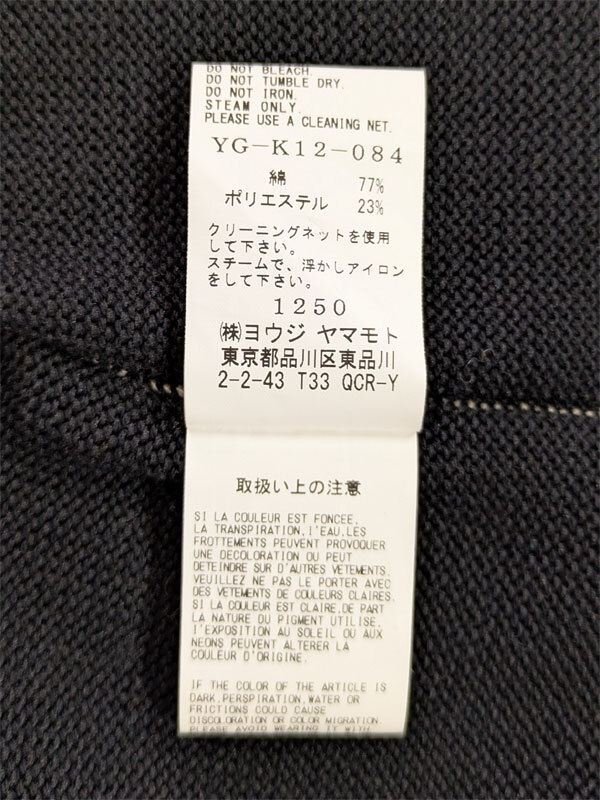 DO NOT BLEACH.
DO NOT TUMBLE DRY.
DO NOT IRON.
STEAM ONLY.
PLEASE USE A CLEANING NET.
YG-K12-084
綿 77%
ポリエステル 23%
クリーニングネットを使用
して下さい。
スチームで、浮かしアイロン
をして下さい。
1250
㈱ヨウジ ヤマモト
東京都品川区東品川
2-2-43 T33 QCR-Y
取扱い上の注意
SI LA COULEUR EST FONCEE,
LA TRANSPIRATION,I'EAU,LES
FROTTEMENTS PEUVENT PROVOQUER
UNE DECOLORATION OU PEUT
DETEINDRE SUR D'AUTRES VETEMENTS.
VEUILLEZ NE PAS LE PORTER AVEC
DES VETEMENTS DE COULEURS CLAIRES.
SI LA COULEUR EST CLAIRE,DE PART
LA NATURE DU PIGMENT UTILISE,
I'EXPOSITION AU SOLEIL OU AUX
NEONS PEUVENT ALTERER LA
COULEUR D'ORIGINE.
IF THE COLOR OF THE ARTICLE IS
DARK,PERSPIRATION,WATER OR
FRICTIONS COULD CAUSE
DISCOLORATION OR COLOR MIGRATION.
PLEASE AVOID WEARING IT WITH